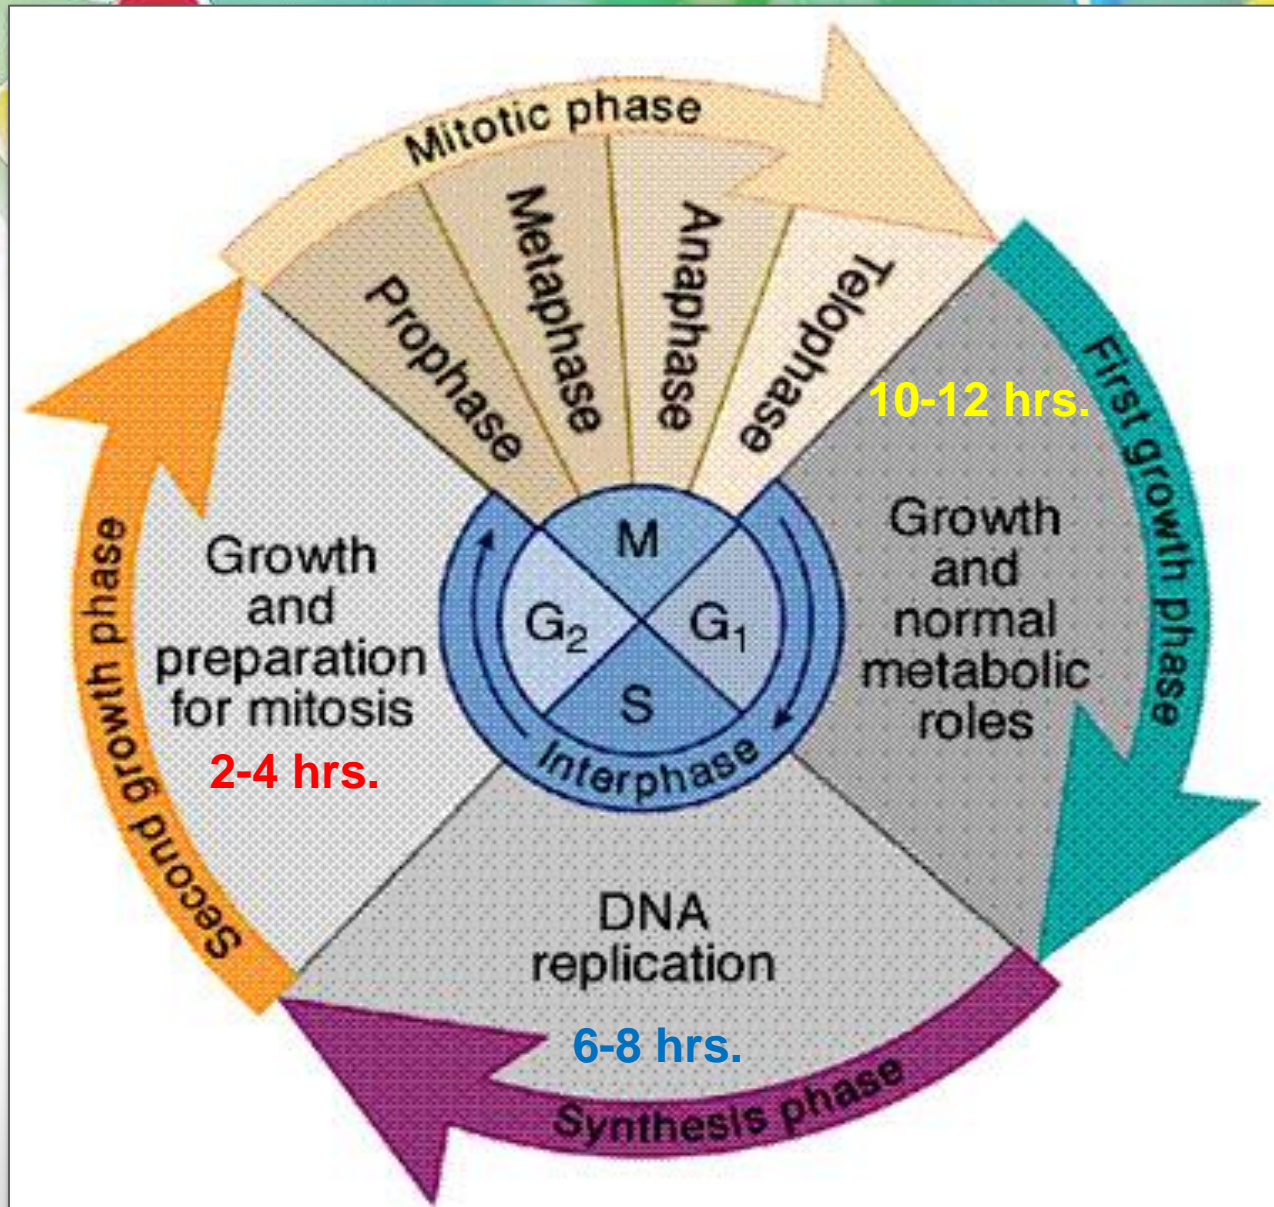 Mitotic phase
Prophase
Metaphase
Anaphase
Telophase
First growth phase
10-12 hrs.
Growth
and
normal
metabolic
roles
Growth
and
preparation
for mitosis
2-4 hrs.
Second growth phase
M
G₂
G₁
S
Interphase
DNA
replication
6-8 hrs.
Synthesis phase